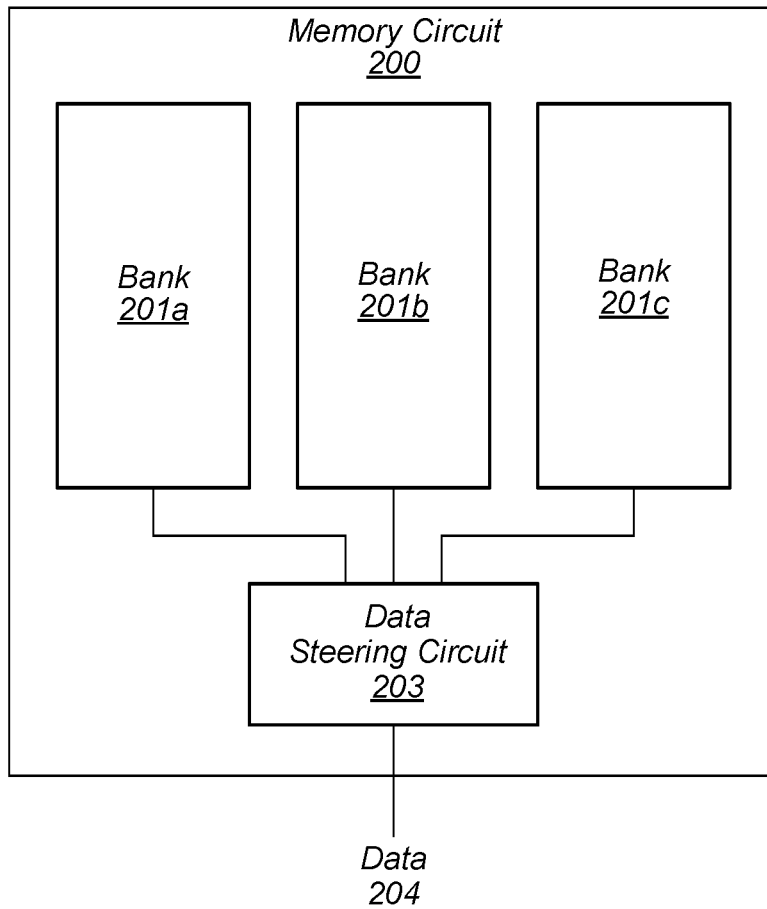 Memory Circuit
200
Bank
201a
Bank
201b
Bank
201c
Data
Steering Circuit
203
Data
204